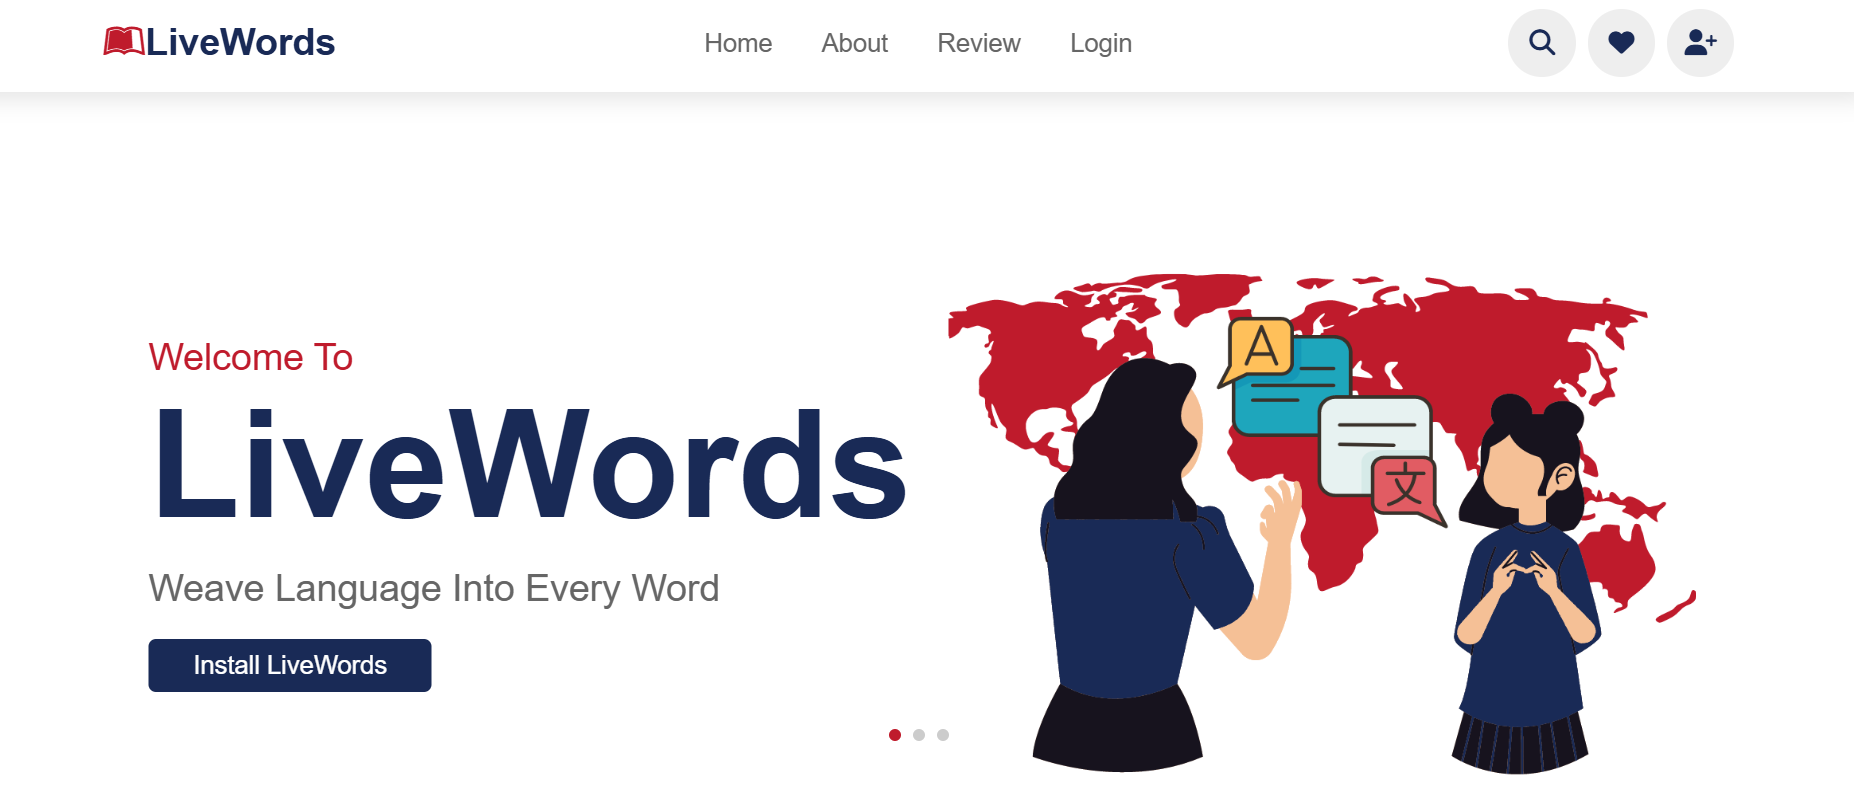 LiveWords
Home About Review Login
Welcome To
LiveWords
Weave Language Into Every Word
Install LiveWords
A
文